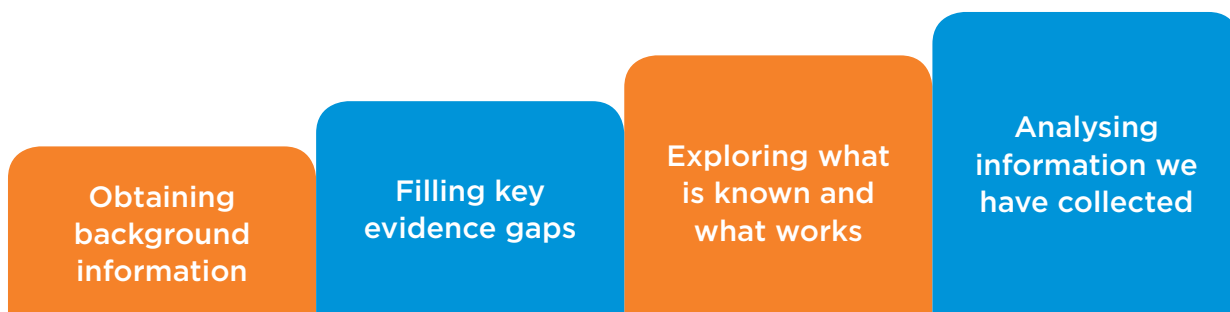 Obtaining
background
information
Filling key
evidence gaps
Exploring what
is known and
what works
Analysing
information we
have collected